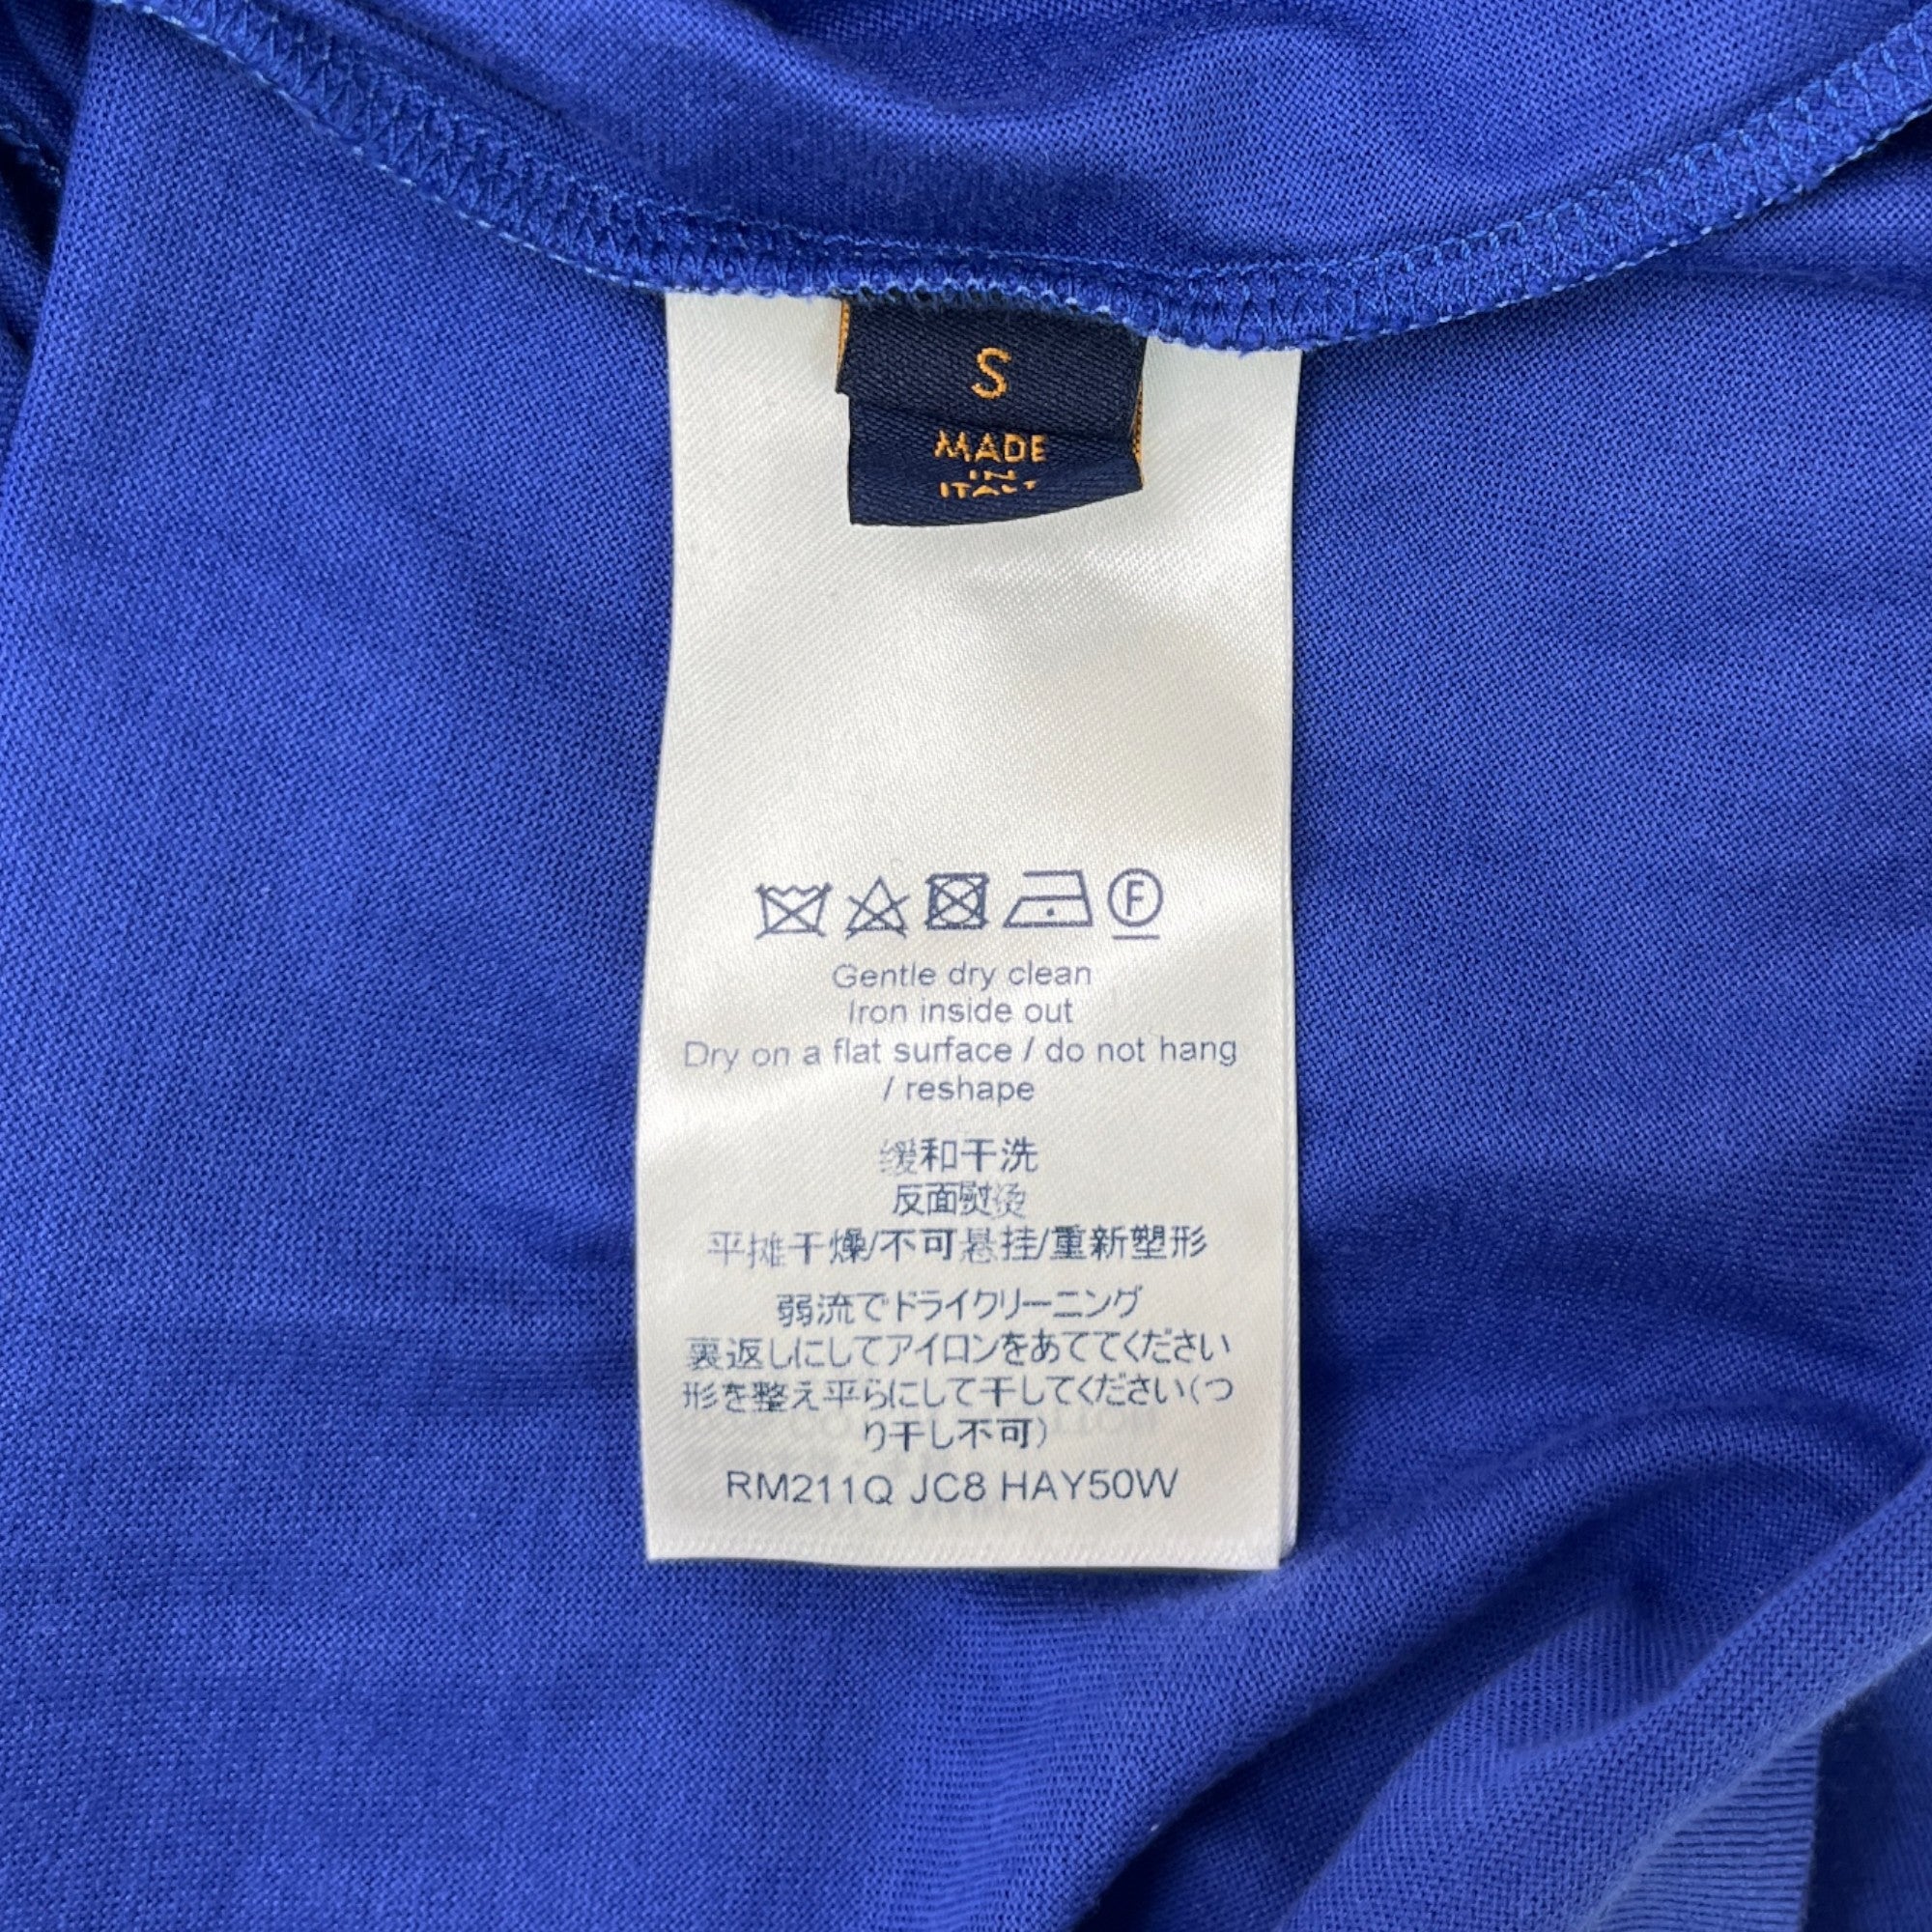 S
MADE
IN
ITALY
F
Gentle dry clean
Iron inside out
Dry on a flat surface / do not hang
/ reshape
缓和干洗
反面熨烫
平摊干燥/不可悬挂/重新塑形
弱流でドライクリーニング
裏返しにしてアイロンをあててください
形を整え平らにして干してください(つ
り干し不可)
RM211Q JC8 HAY50W